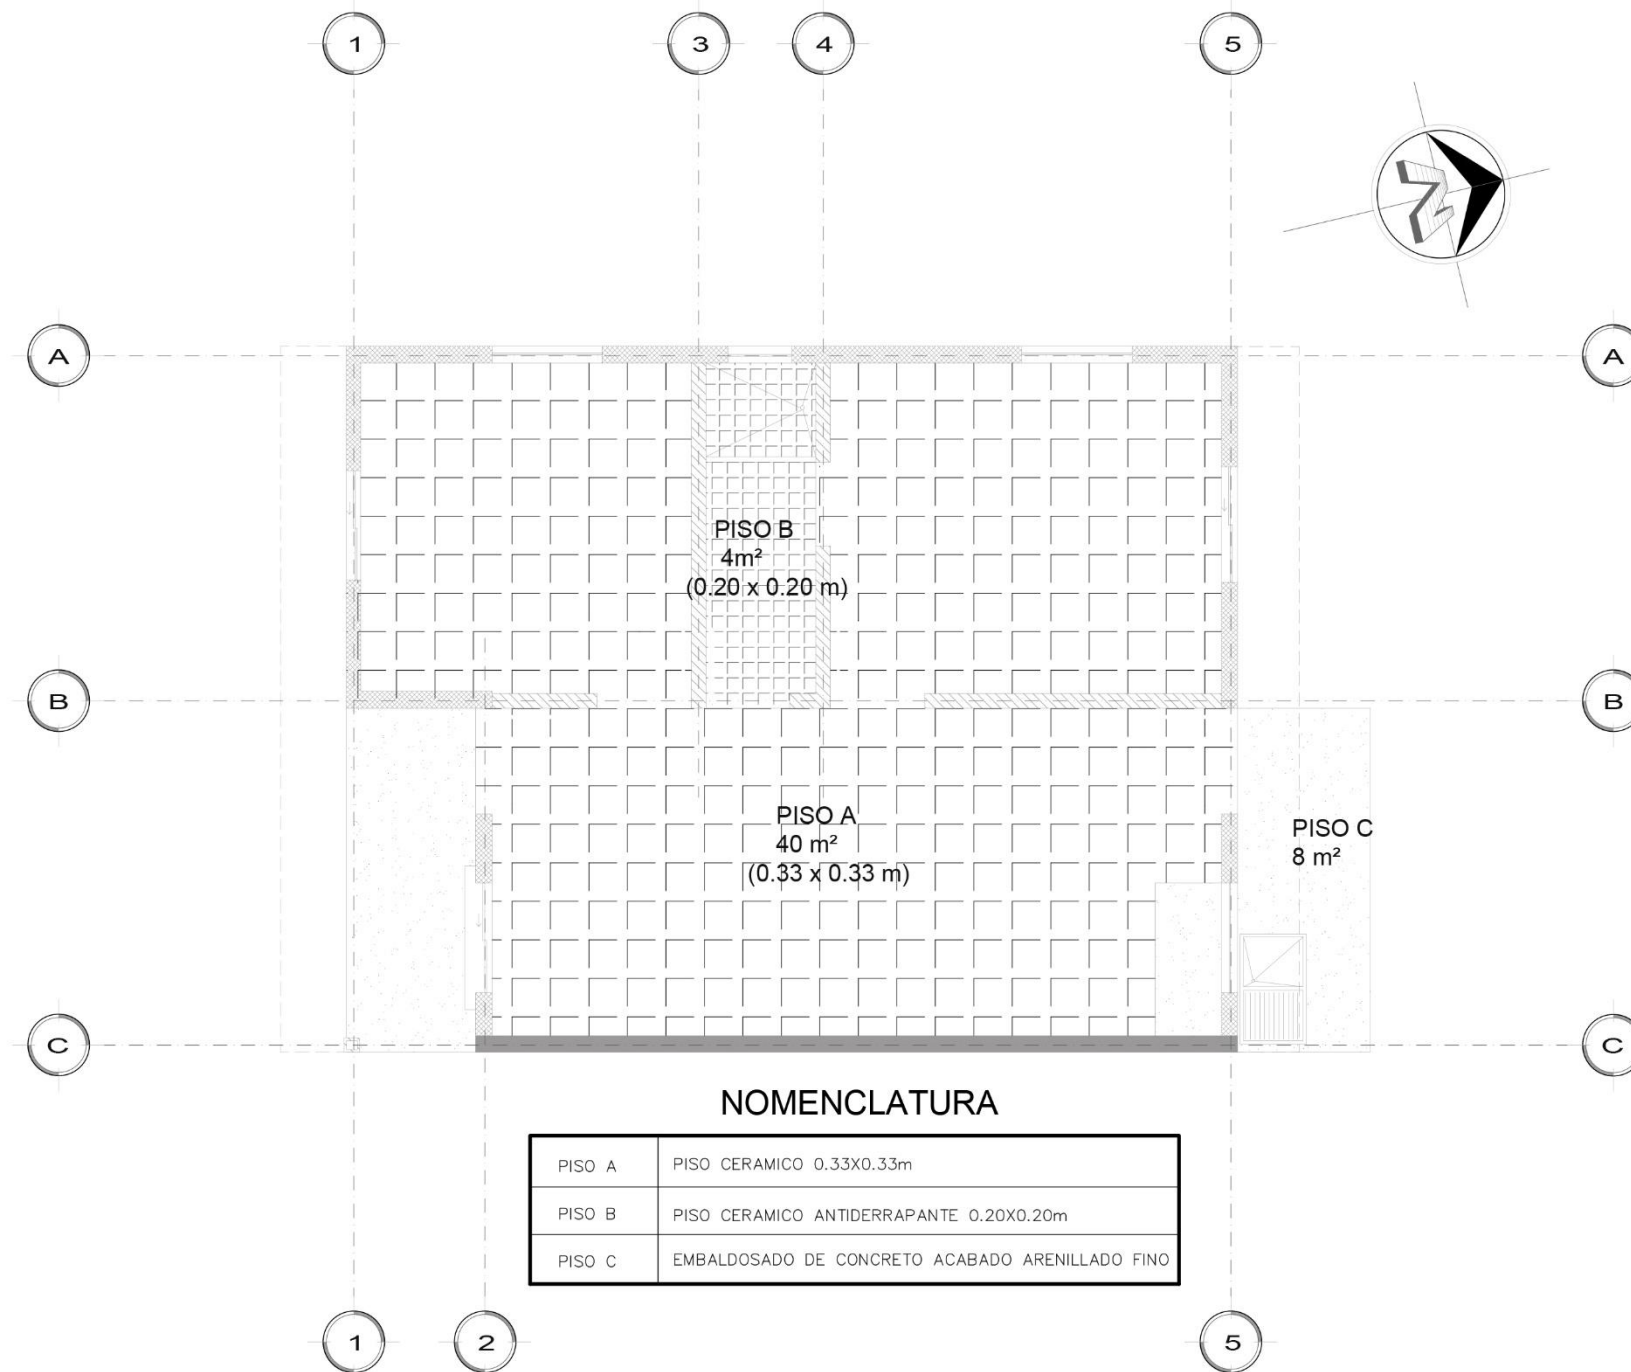 1 3 4 5
N
A A
PISO B
4m²
(0.20 x 0.20 m)
B B
PISO A
40 m²
(0.33 x 0.33 m)
PISO C
8 m²
C C
NOMENCLATURA
PISO A PISO CERAMICO 0.33X0.33m
PISO B PISO CERAMICO ANTIDERRAPANTE 0.20X0.20m
PISO C EMBALDOSADO DE CONCRETO ACABADO ARENILLADO FINO
1 2 5